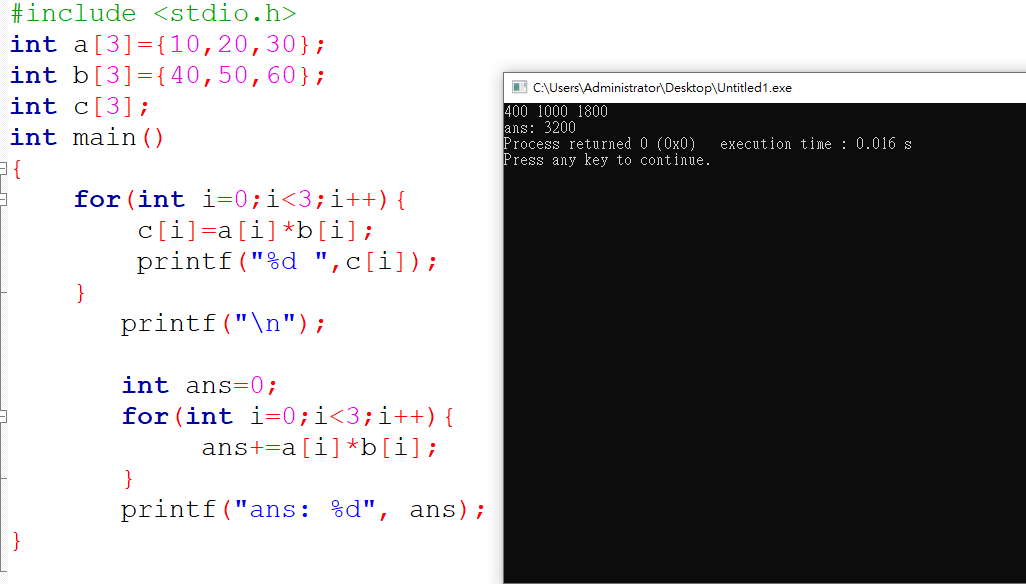 #include <stdio.h>
int a[3]={10,20,30};
int b[3]={40,50,60};
int c[3];
int main()
{
    for(int i=0;i<3;i++){
        c[i]=a[i]*b[i];
        printf("%d ",c[i]);
    }
       printf("\n");

       int ans=0;
       for(int i=0;i<3;i++){
            ans+=a[i]*b[i];
       }
       printf("ans: %d", ans);
}
C:\Users\Administrator\Desktop\Untitled1.exe
400 1000 1800
ans: 3200
Process returned 0 (0x0)   execution time : 0.016 s
Press any key to continue.